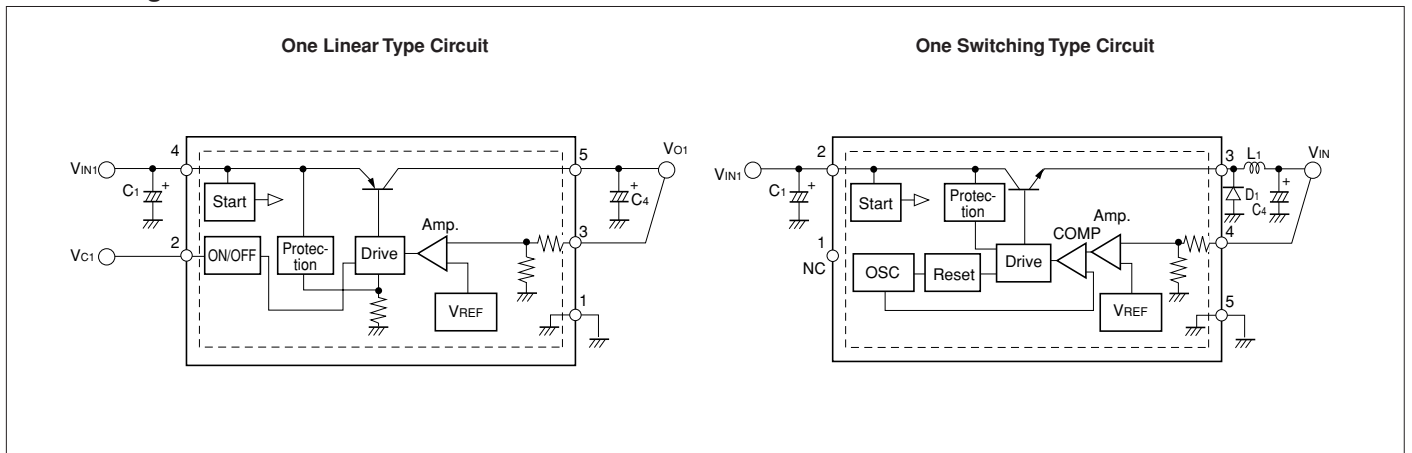 One Linear Type Circuit
One Switching Type Circuit
VIN1
4
C1
+
Start
5
VO1
+
C4
Amp.
3
VC1
2
ON/OFF
Protec-
tion
Drive
VREF
1
VIN1
2
C1
+
Start
Protec-
tion
3
L1
VIN
D1
+
C4
Amp.
COMP
4
1
NC
OSC
Reset
Drive
VREF
5